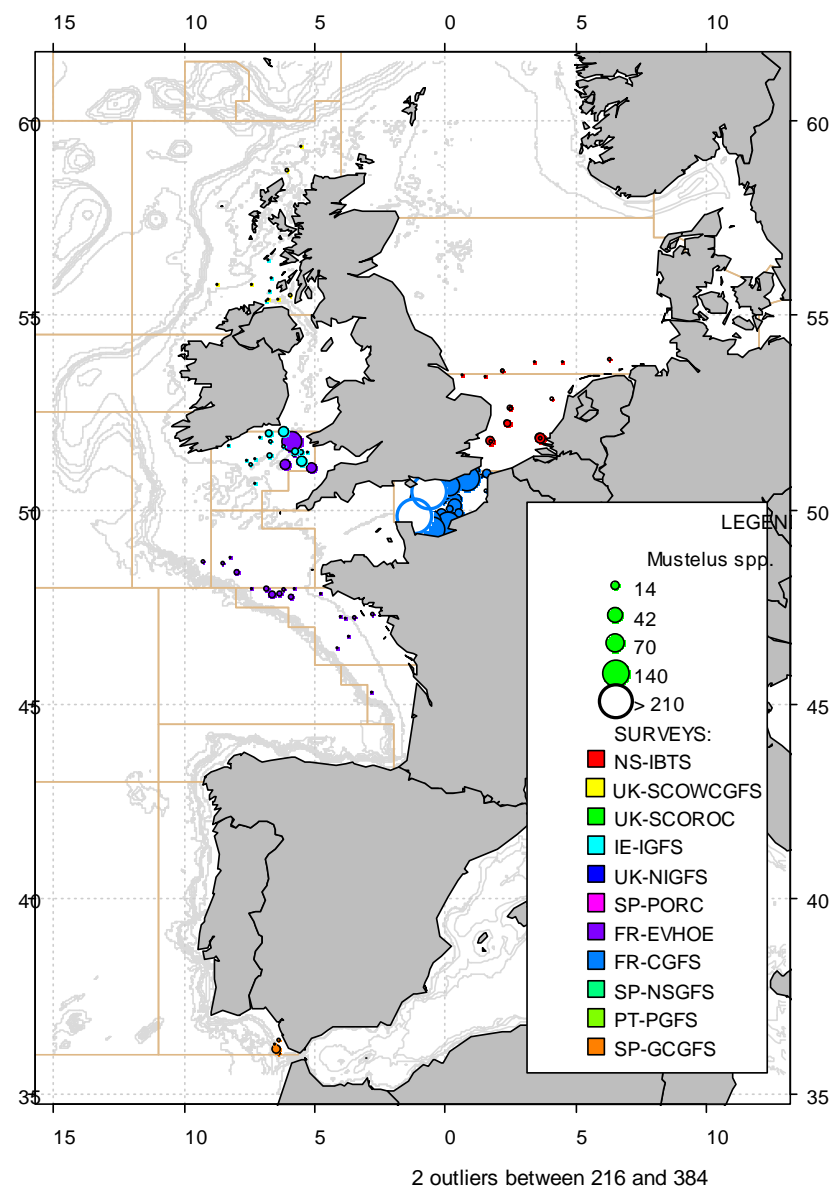 15 10 5 0 5 10
60 60
55 55
50 50
LEGEN
Mustelus spp.
14
42
70
140
> 210
45 45
SURVEYS:
NS-IBTS
UK-SCOWCGFS
UK-SCOROC
IE-IGFS
UK-NIGFS
SP-PORC
40 40
FR-EVHOE
FR-CGFS
SP-NSGFS
PT-PGFS
SP-GCGFS
35 35
15 10 5 0 5 10
2 outliers between 216 and 384